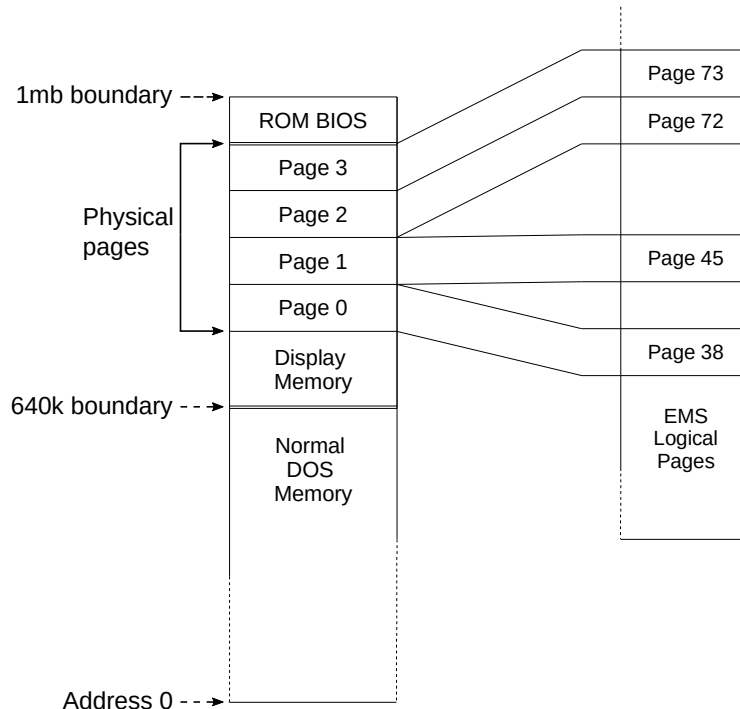 1mb boundary
ROM BIOS
Page 3
Page 2
Page 1
Page 0
Physical
pages
Display
Memory
640k boundary
Normal
DOS
Memory
Address 0
Page 73
Page 72
Page 45
Page 38
EMS
Logical
Pages